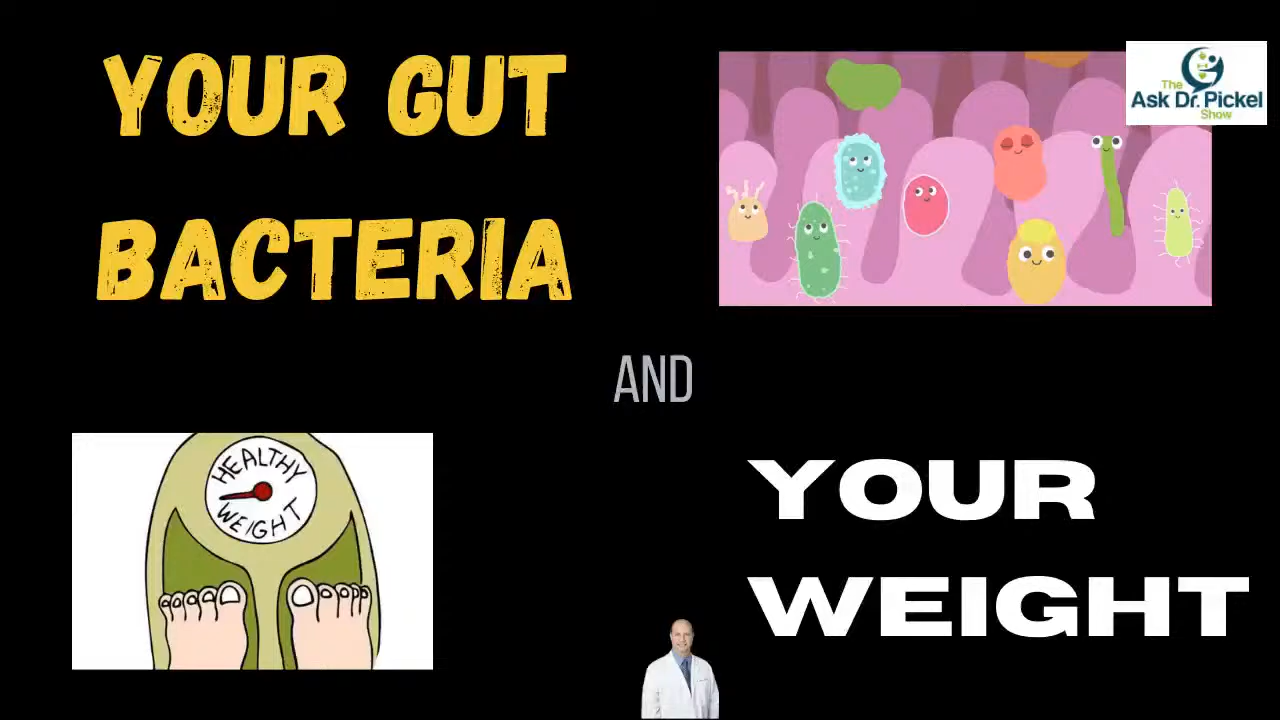 YOUR GUT
BACTERIA
The
Ask Dr. Pickel
Show
AND
HEALTHY
WEIGHT
YOUR
WEIGHT